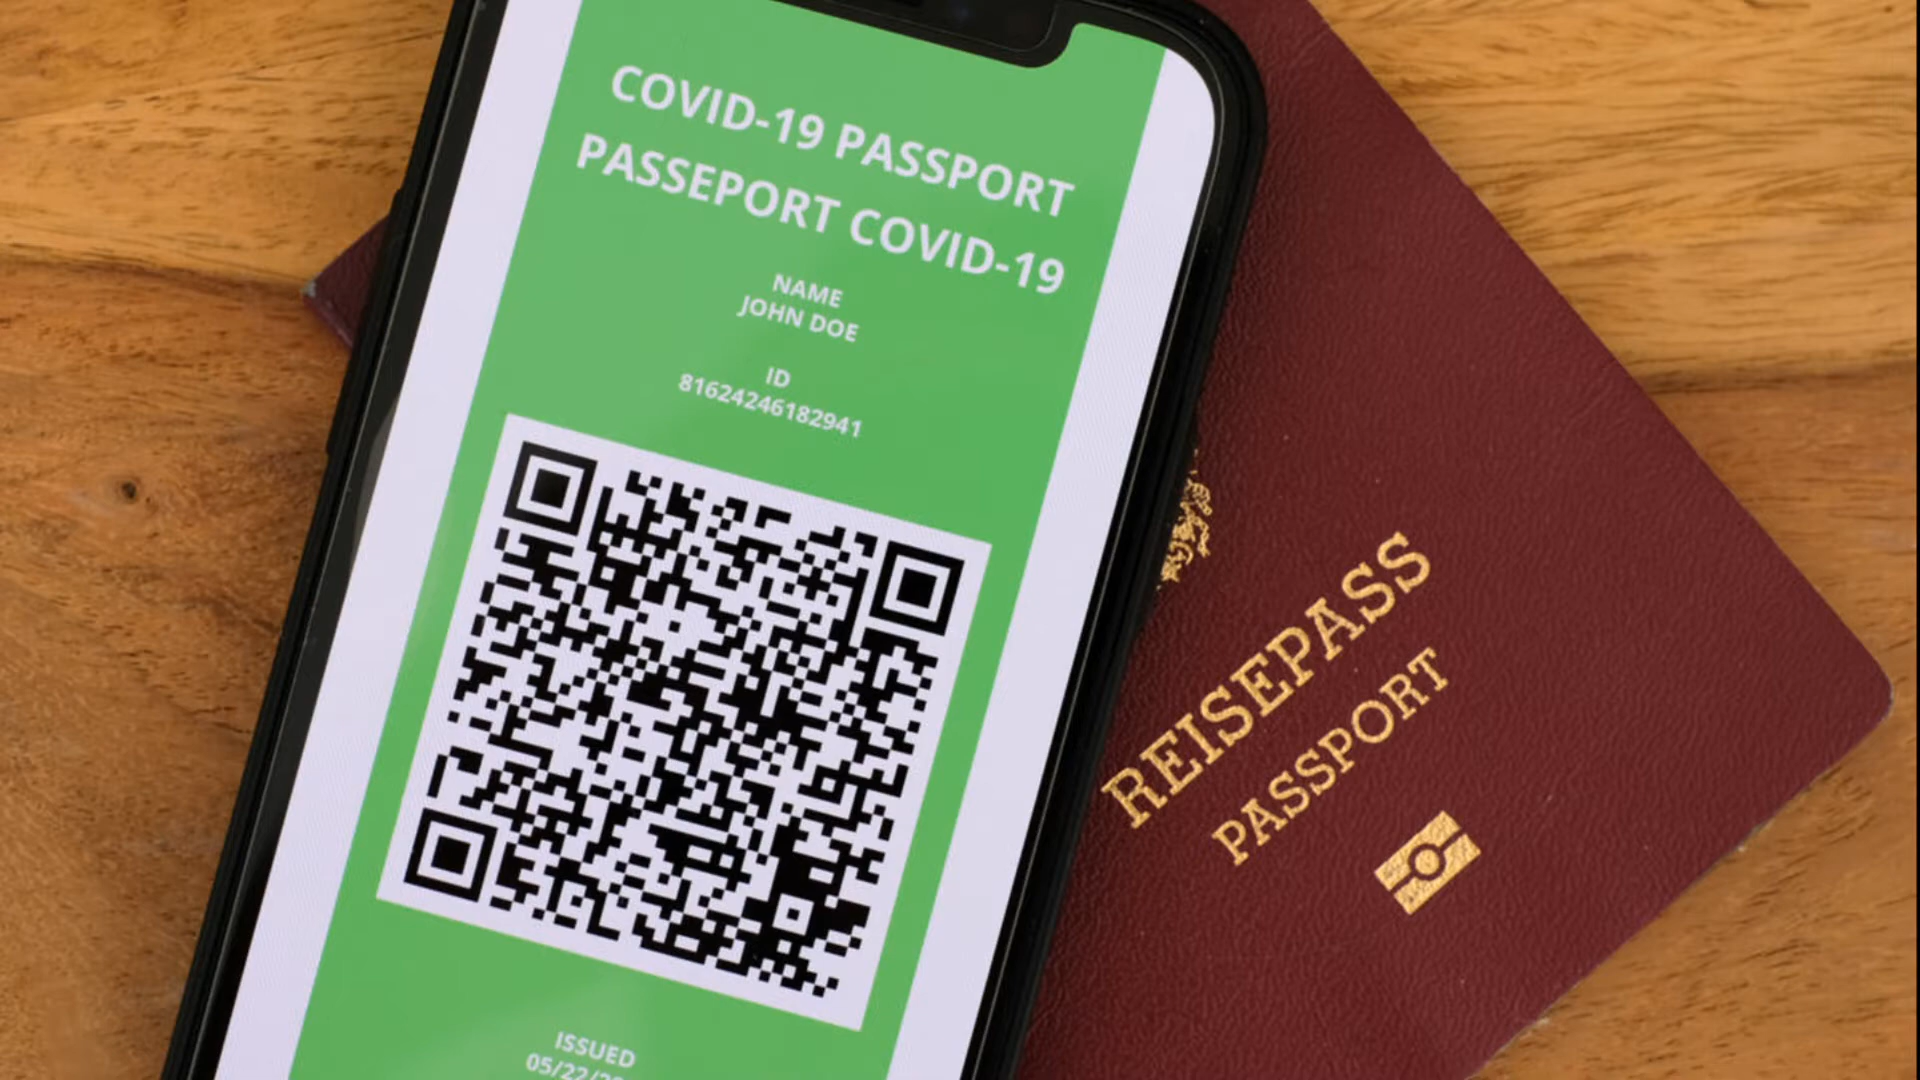 COVID-19 PASSPORT
PASSEPORT COVID-19
NAME
JOHN DOE
ID
81624246182941
ISSUED
REISEPASS
PASSPORT